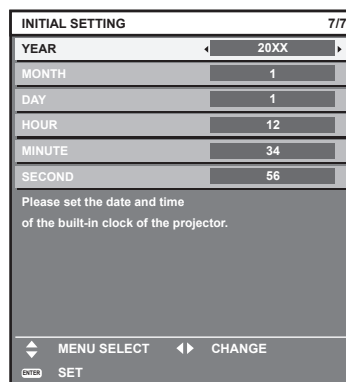 INITIAL SETTING 7/7
YEAR 20XX
MONTH 1
DAY 1
HOUR 12
MINUTE 34
SECOND 56
Please set the date and time
of the built-in clock of the projector.
MENU SELECT CHANGE
ENTER SET